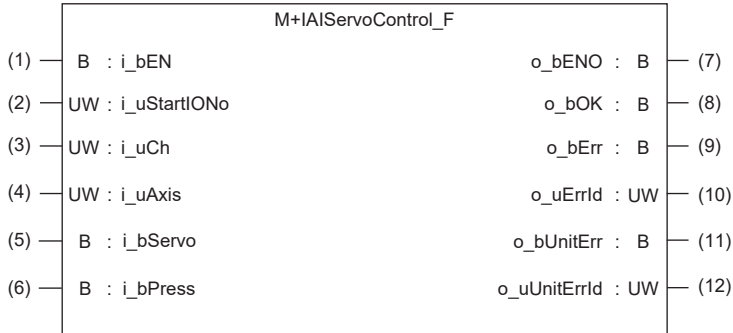 M+IAIServoControl_F
(1) B : i_bEN o_bENO : B (7)
(2) UW : i_uStartIONo o_bOK : B (8)
(3) UW : i_uCh o_bErr : B (9)
(4) UW : i_uAxis o_uErrId : UW (10)
(5) B : i_bServo o_bUnitErr : B (11)
(6) B : i_bPress o_uUnitErrId : UW (12)